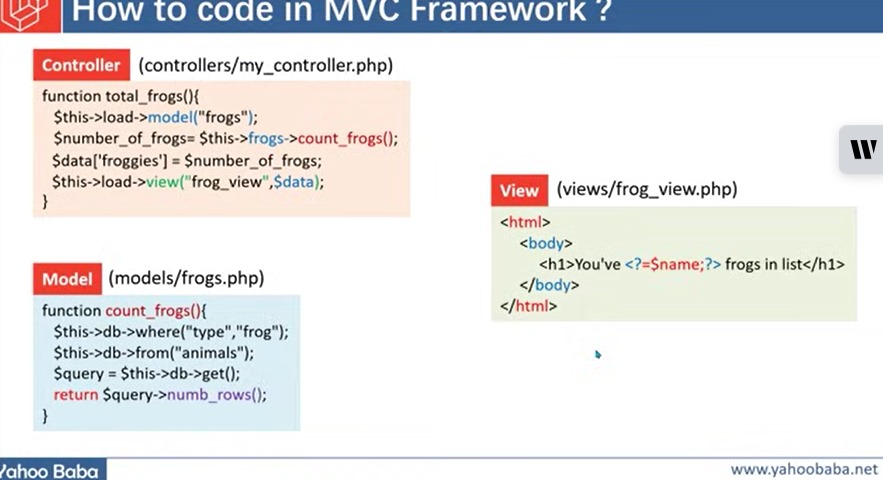 How to code in MVC Framework ?
Controller (controllers/my_controller.php)
function total_frogs(){
$this->load->model("frogs");
$number_of_frogs= $this->frogs->count_frogs();
$data['froggies'] = $number_of_frogs;
$this->load->view("frog_view",$data);
}
Model (models/frogs.php)
function count_frogs(){
$this->db->where("type","frog");
$this->db->from("animals");
$query = $this->db->get();
return $query->numb_rows();
}
View (views/frog_view.php)
<html>
<body>
<h1>You've <?=$name;?> frogs in list</h1>
</body>
</html>
W
Yahoo Baba
www.yahoobaba.net